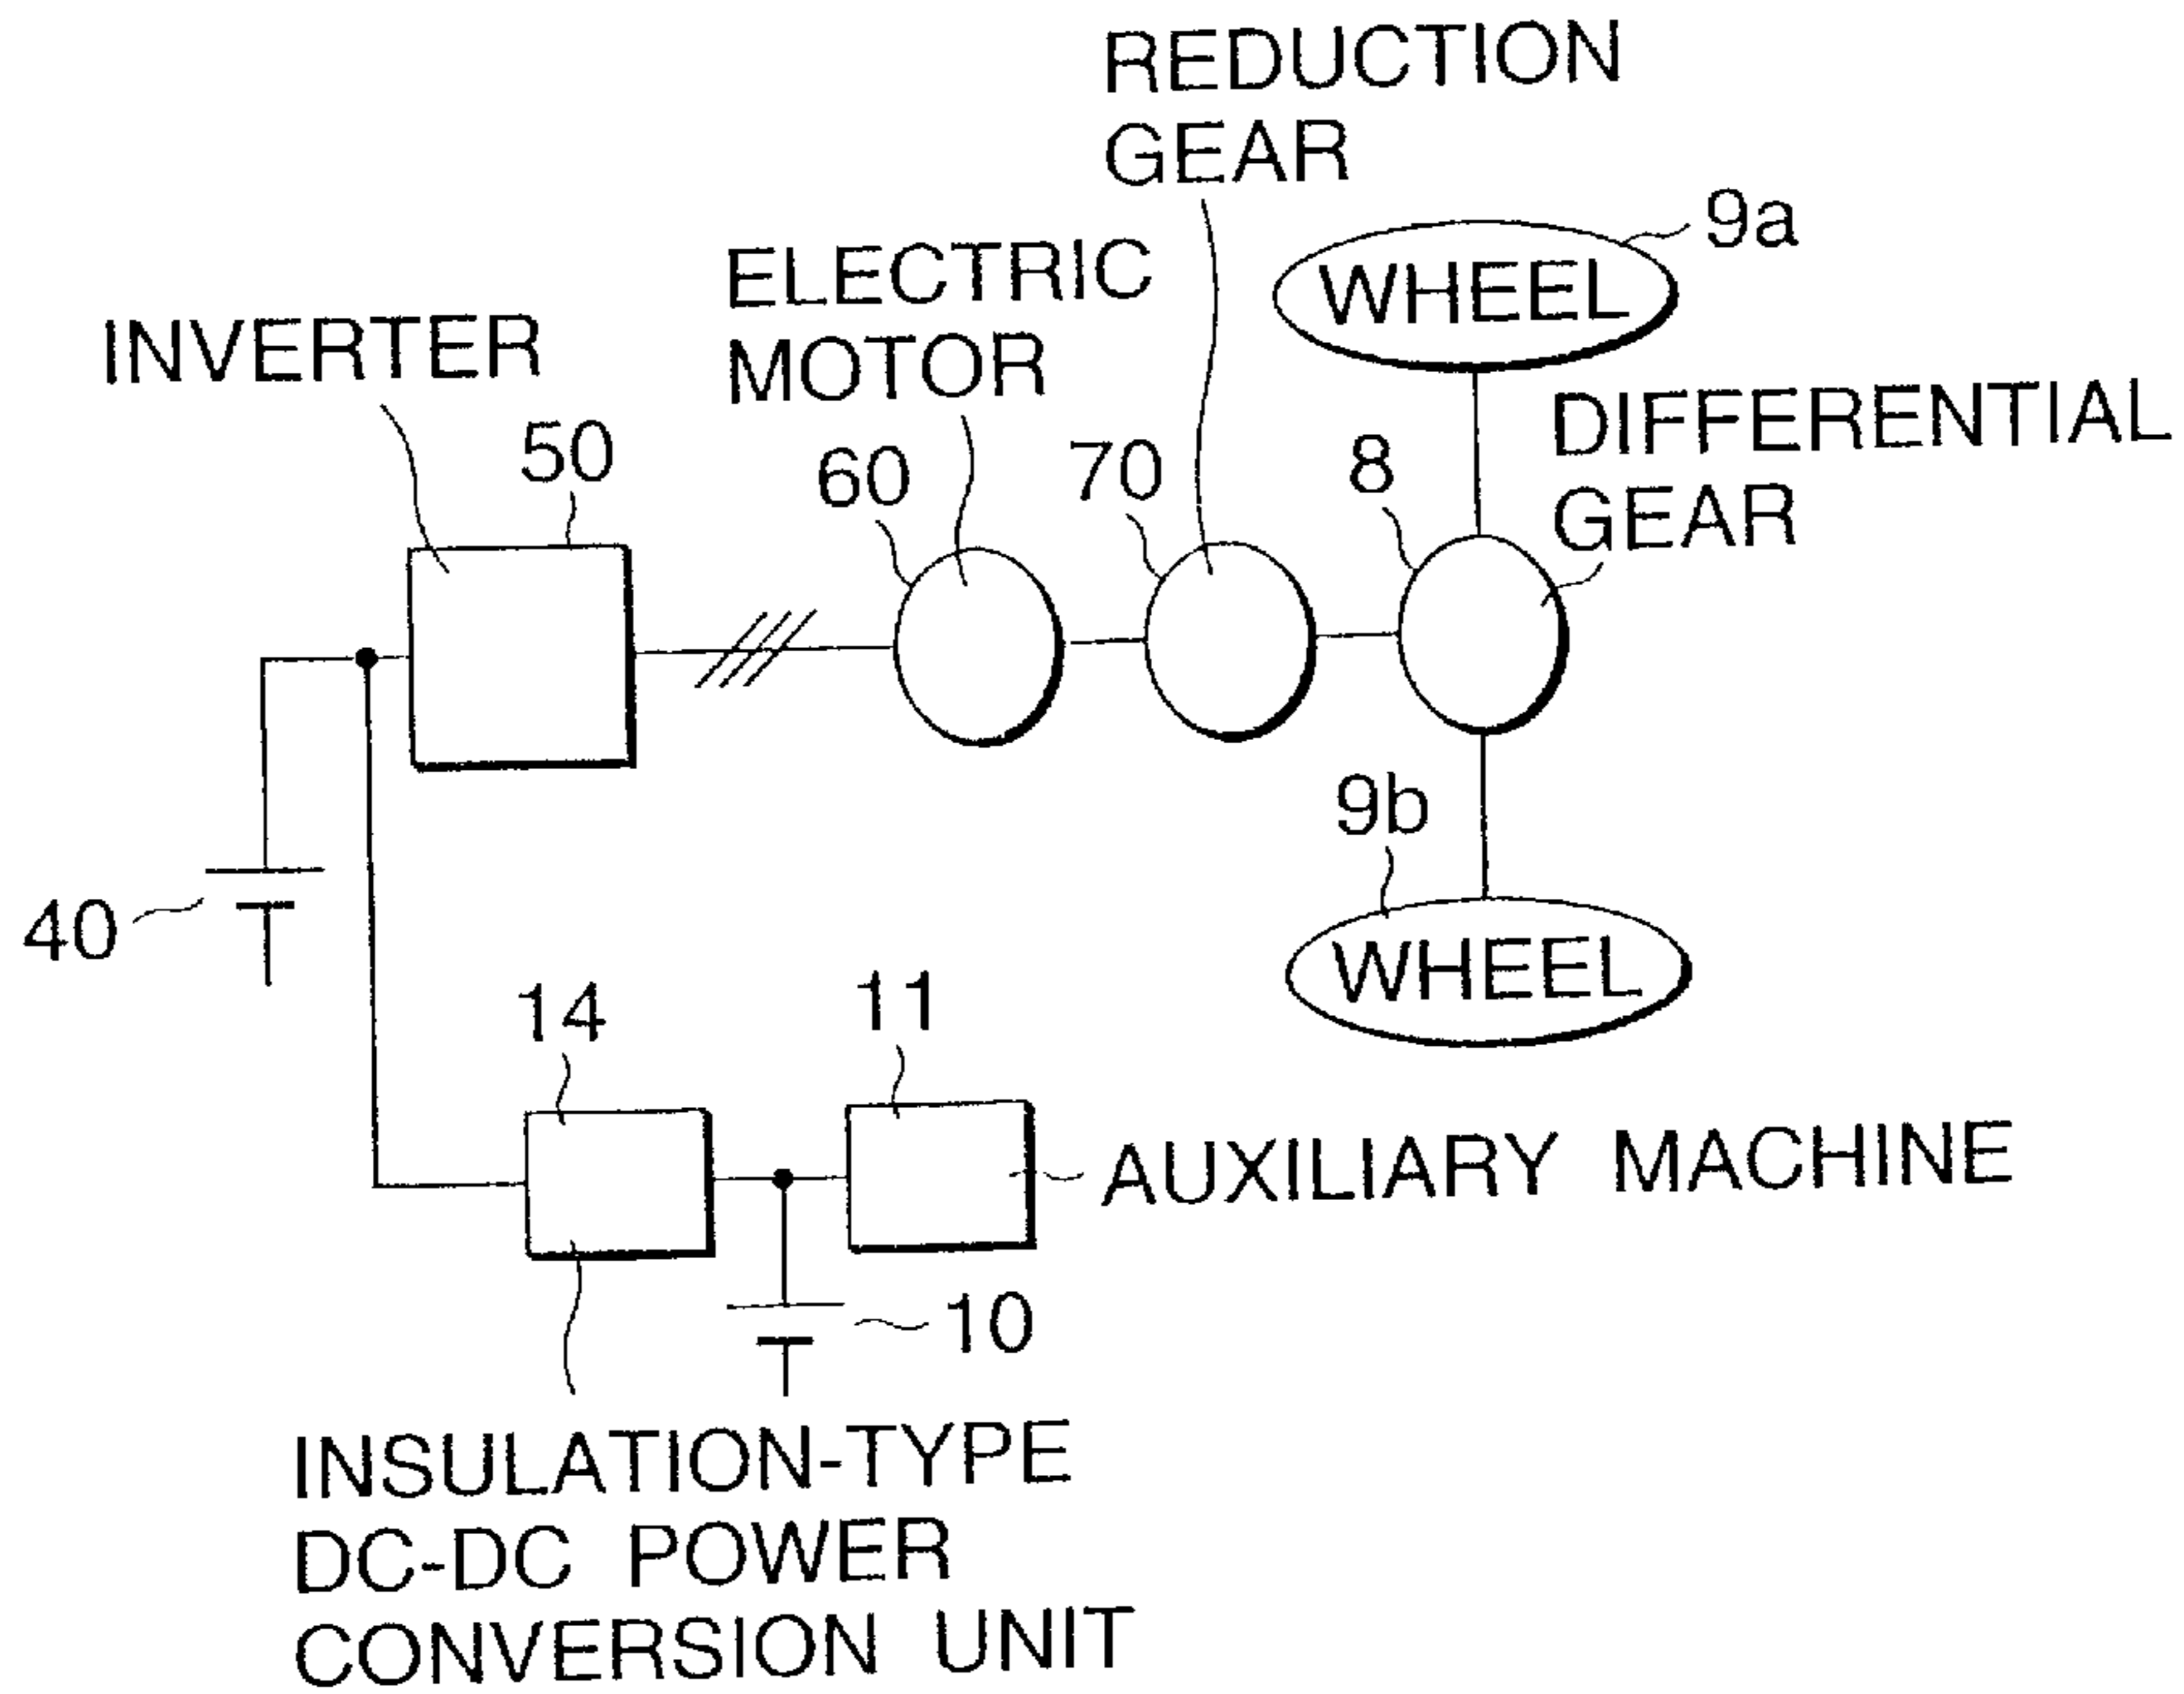 REDUCTION
GEAR
9a
WHEEL
ELECTRIC
MOTOR
INVERTER
DIFFERENTIAL
GEAR
50
60
70
8
9b
40
WHEEL
14
11
AUXILIARY MACHINE
10
INSULATION-TYPE
DC-DC POWER
CONVERSION UNIT